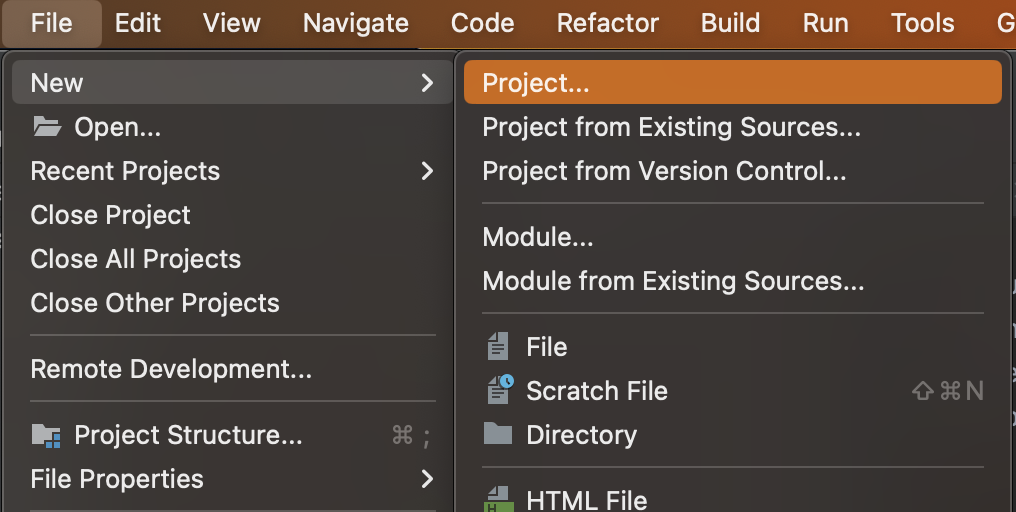 File Edit View Navigate Code Refactor Build Run Tools G
New
Open...
Recent Projects
Close Project
Close All Projects
Close Other Projects
Remote Development...
Project Structure... ⌘ ;
File Properties
Project...
Project from Existing Sources...
Project from Version Control...
Module...
Module from Existing Sources...
File
Scratch File ⇧⌘N
Directory
H HTML File